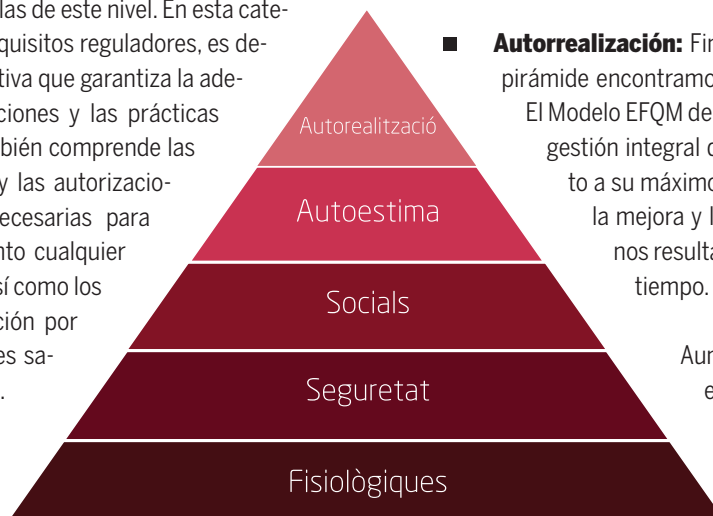 las de este nivel. En esta cate-
quisitos reguladores, es de-
tiva que garantiza la ade-
ciones y las prácticas
bién comprende las
y las autorizacio-
ecesarias para
nto cualquier
sí como los
ción por
es sa-
.
Autorealització
Autoestima
Socials
Seguretat
Fisiològiques
■ Autorrealización: Fin
pirámide encontramo
El Modelo EFQM de
gestión integral
to a su máximo
la mejora y l
nos resulta
tiempo.
Aun
e